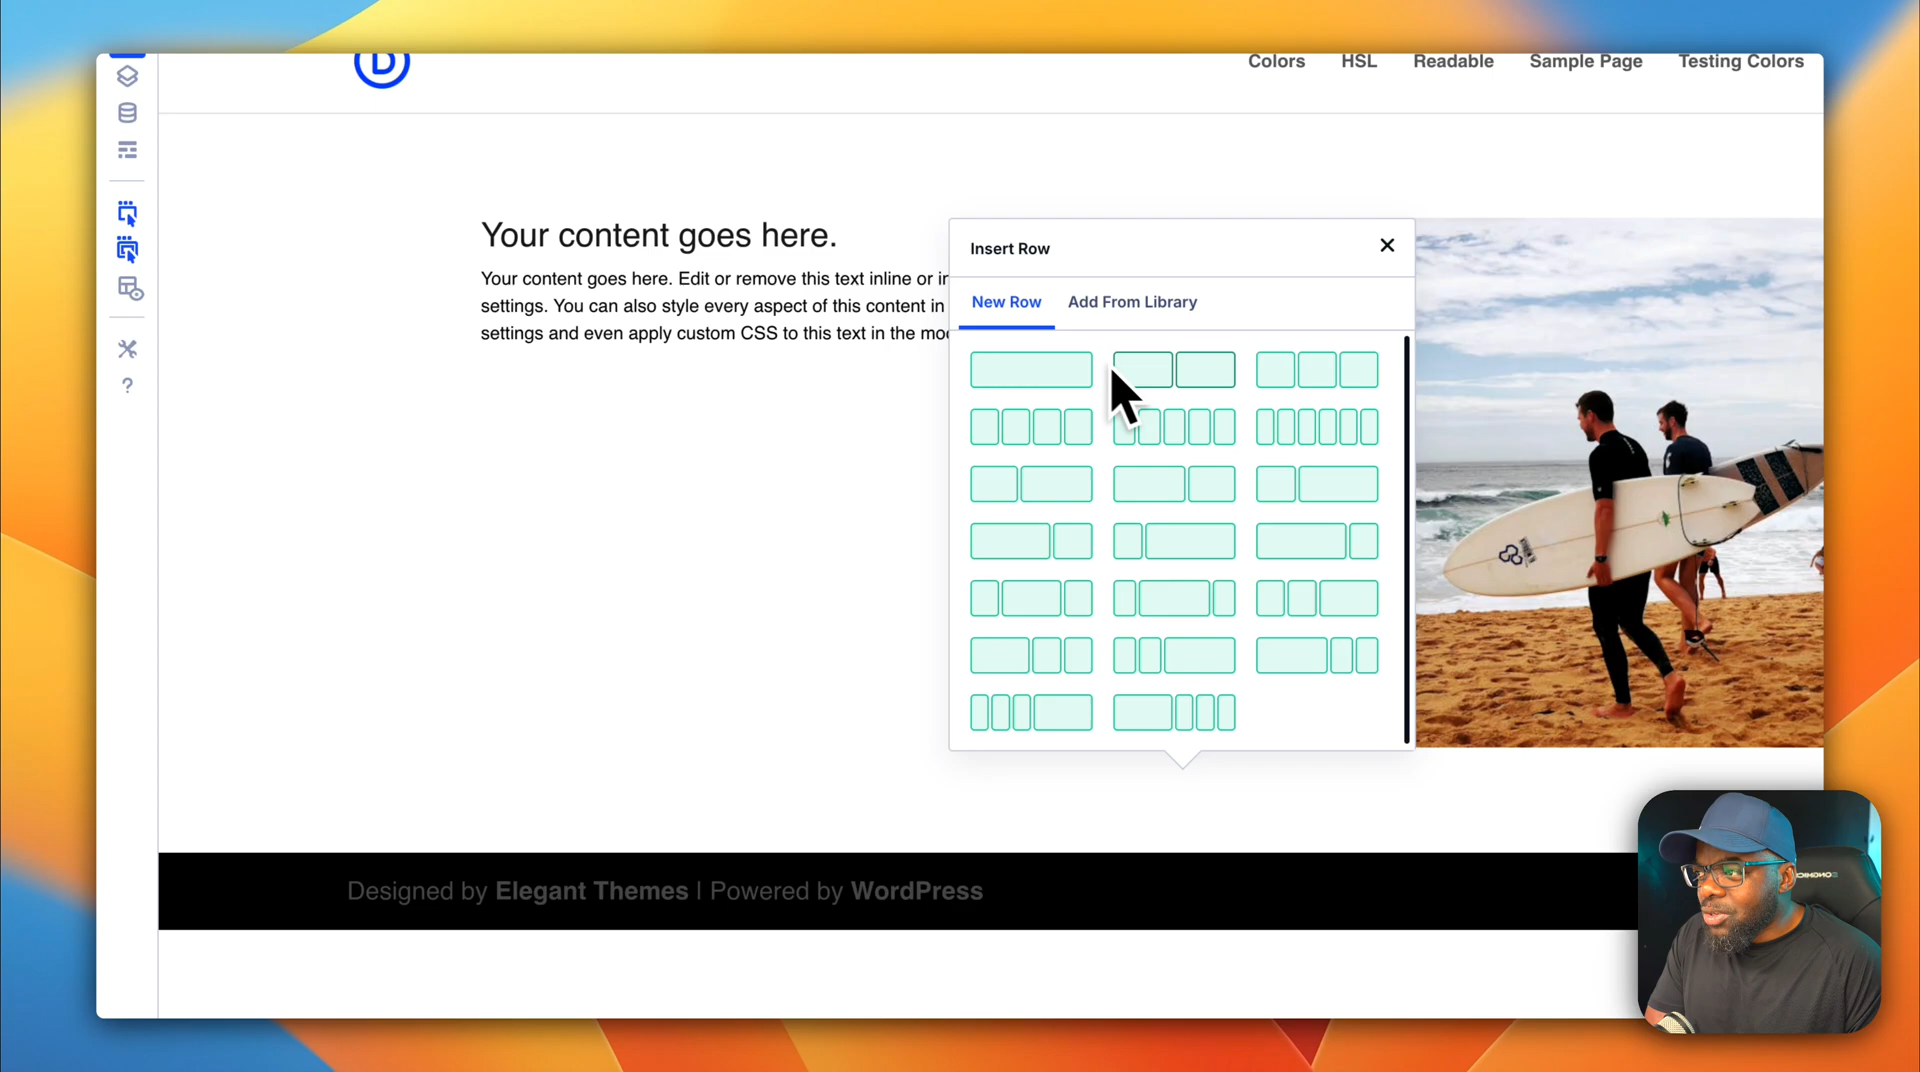 D
Colors HSL Readable Sample Page Testing Colors
Your content goes here.
Your content goes here. Edit or remove this text inline or in
settings. You can also style every aspect of this content in
settings and even apply custom CSS to this text in the
Insert Row
New Row Add From Library
?
Designed by Elegant Themes | Powered by WordPress